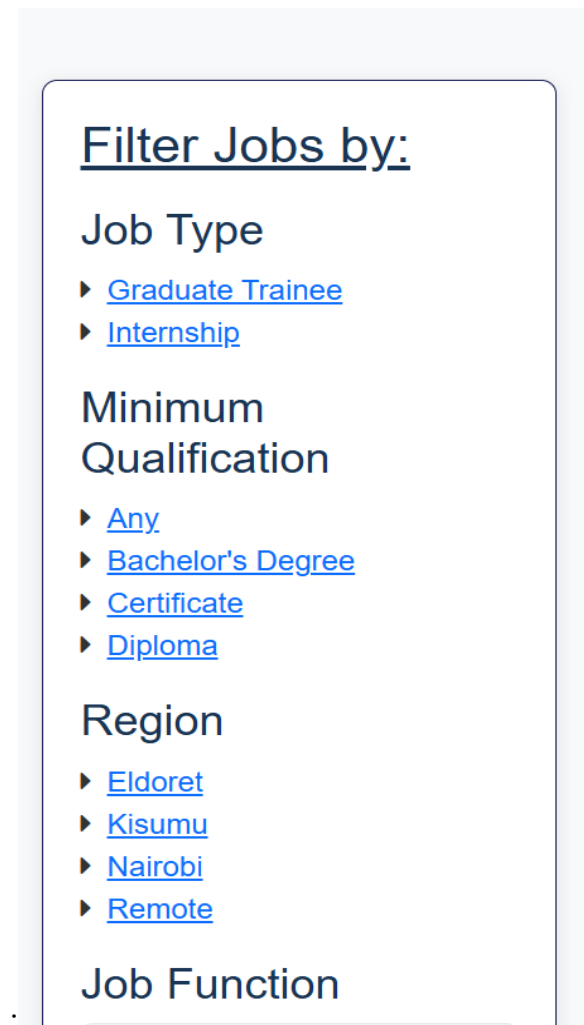 Filter Jobs by:
Job Type
Graduate Trainee
Internship
Minimum
Qualification
Any
Bachelor's Degree
Certificate
Diploma
Region
Eldoret
Kisumu
Nairobi
Remote
Job Function
.